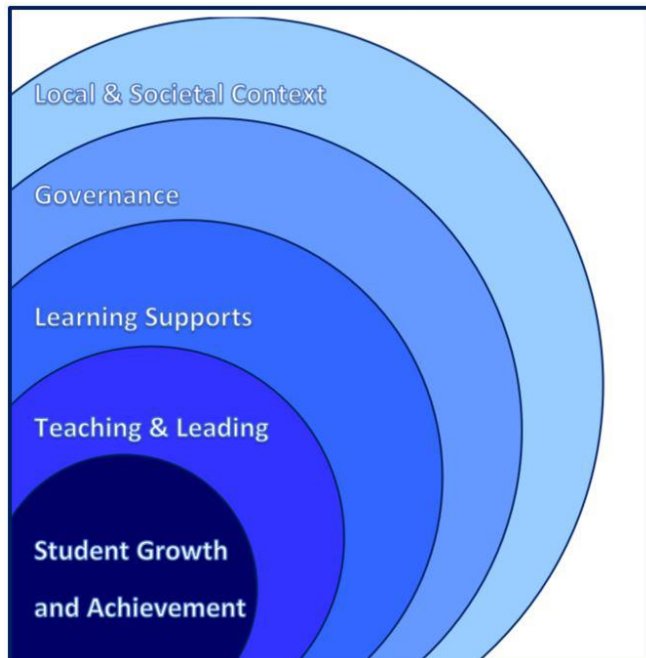 Local & Societal Context
Governance
Learning Supports
Teaching & Leading
Student Growth
and Achievement